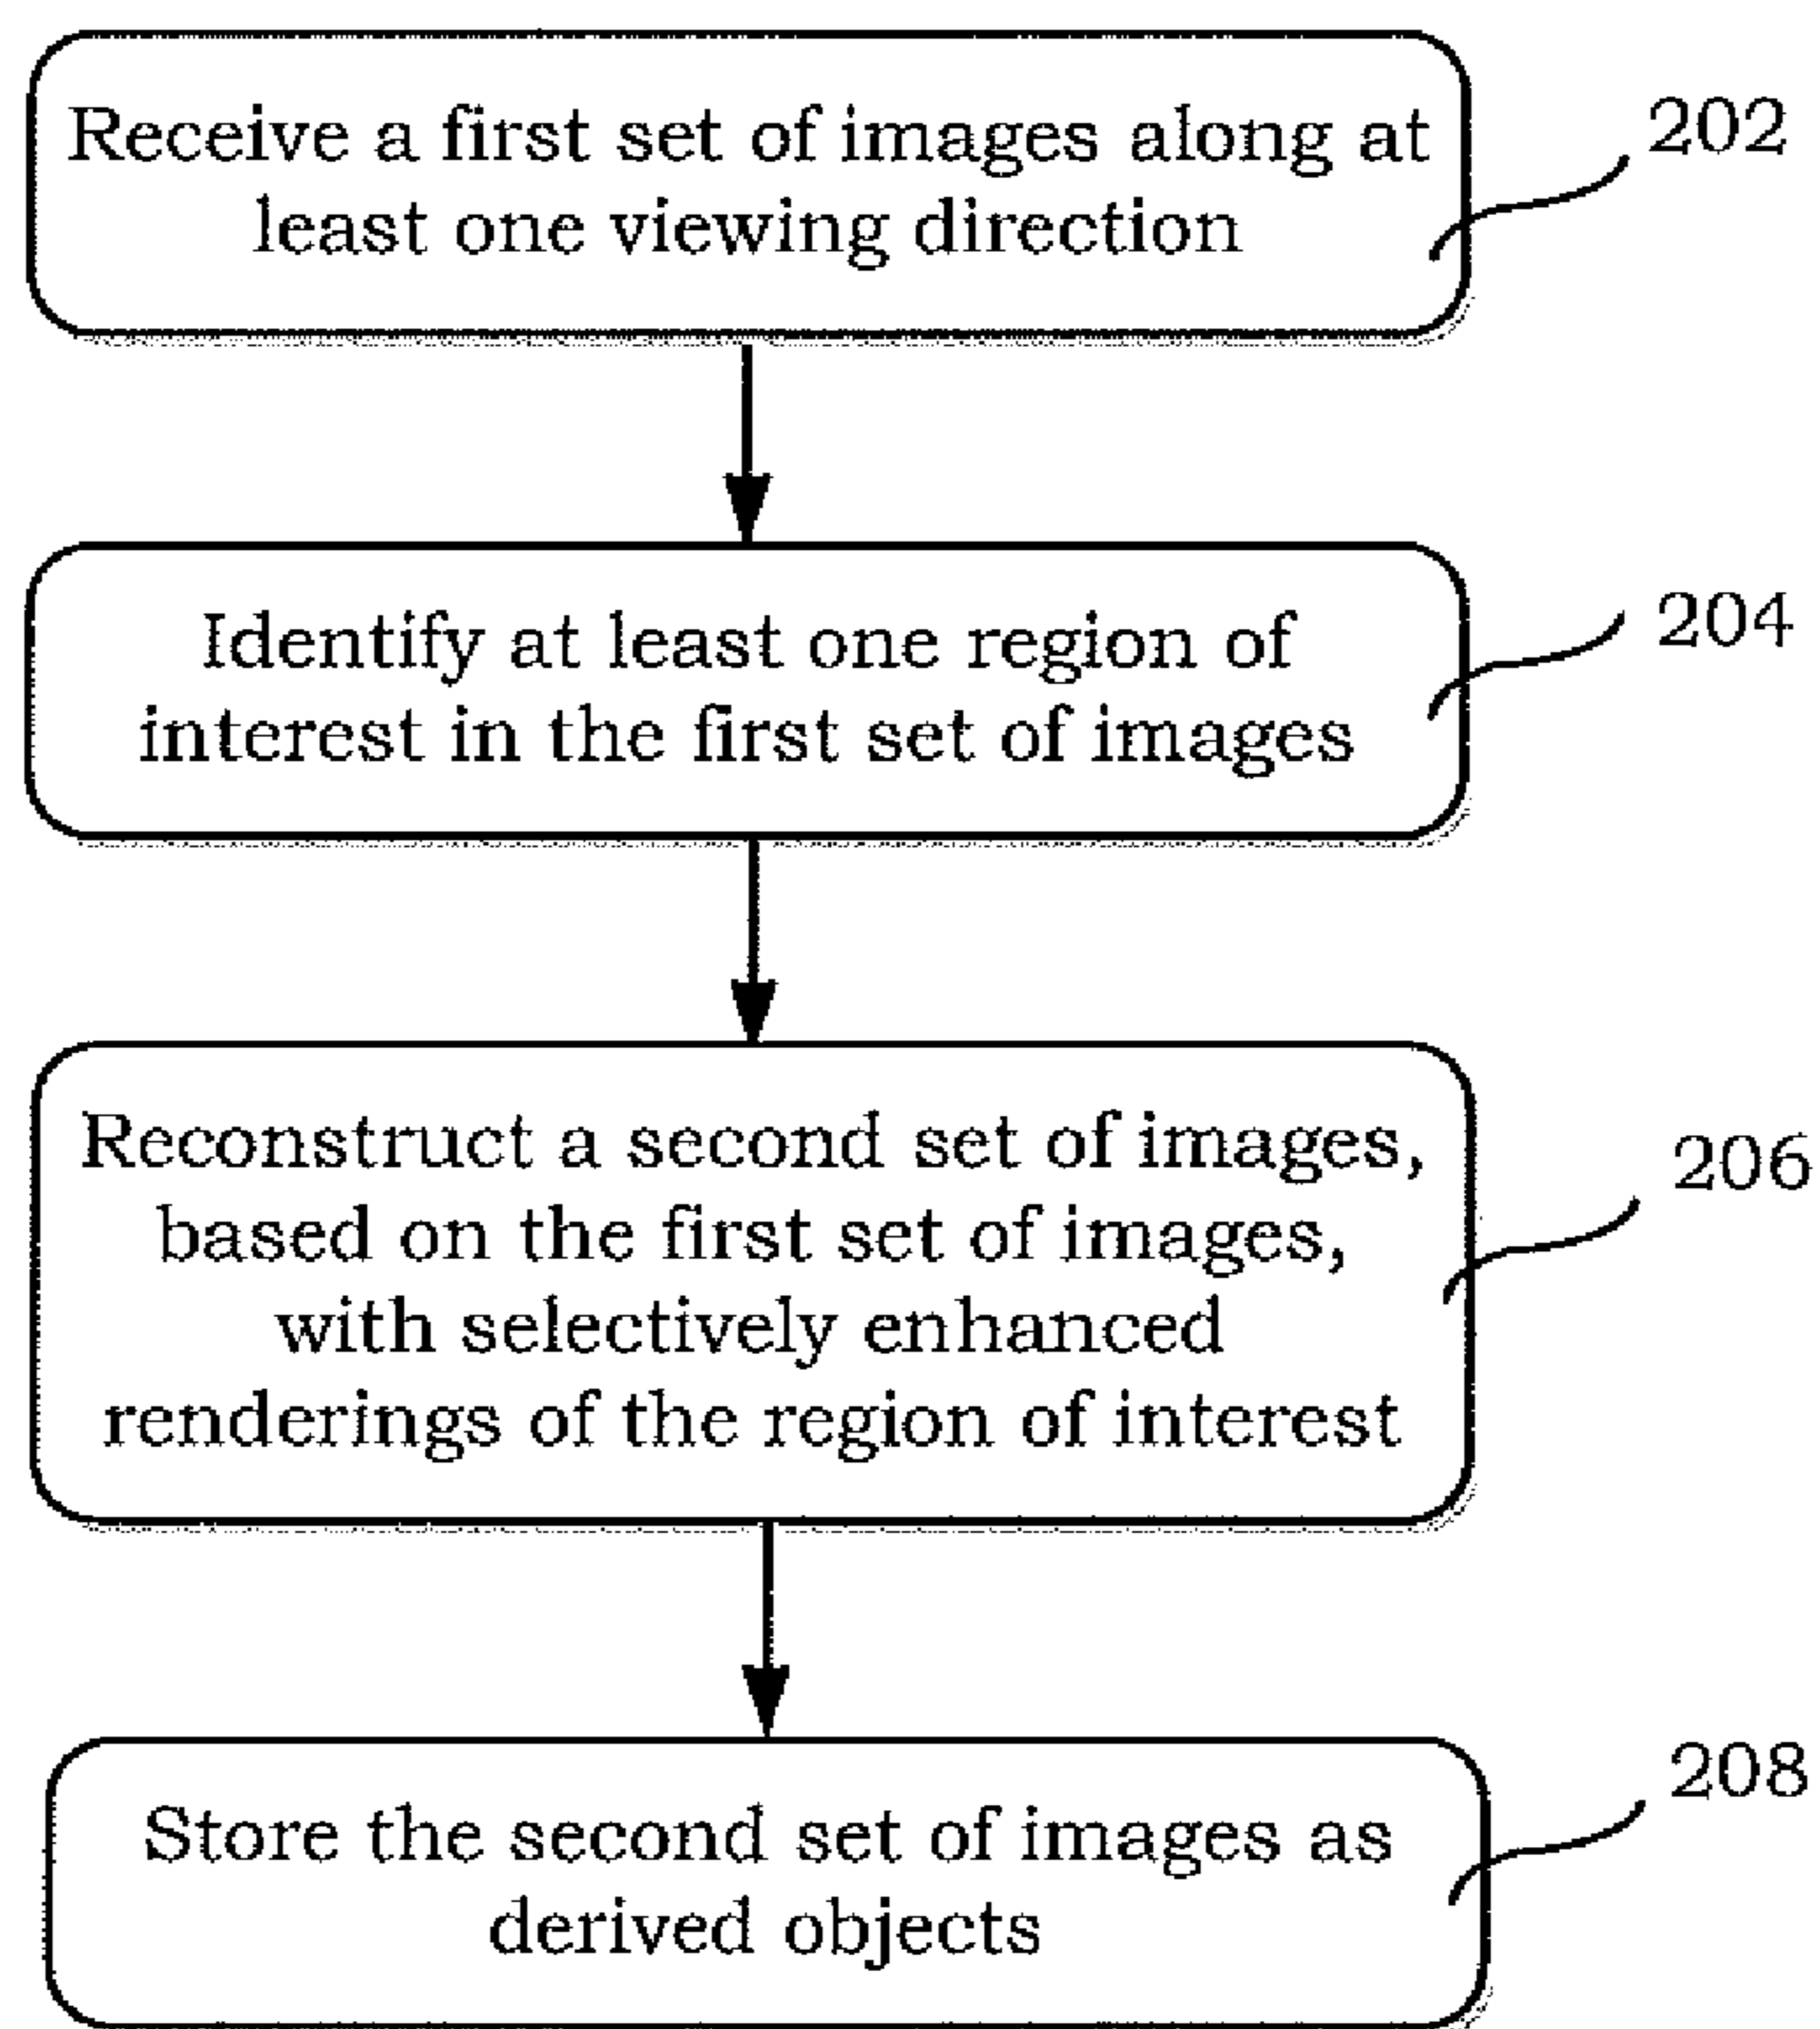 Receive a first set of images along at
least one viewing direction
202
Identify at least one region of
interest in the first set of images
204
Reconstruct a second set of images,
based on the first set of images,
with selectively enhanced
renderings of the region of interest
206
Store the second set of images as
derived objects
208